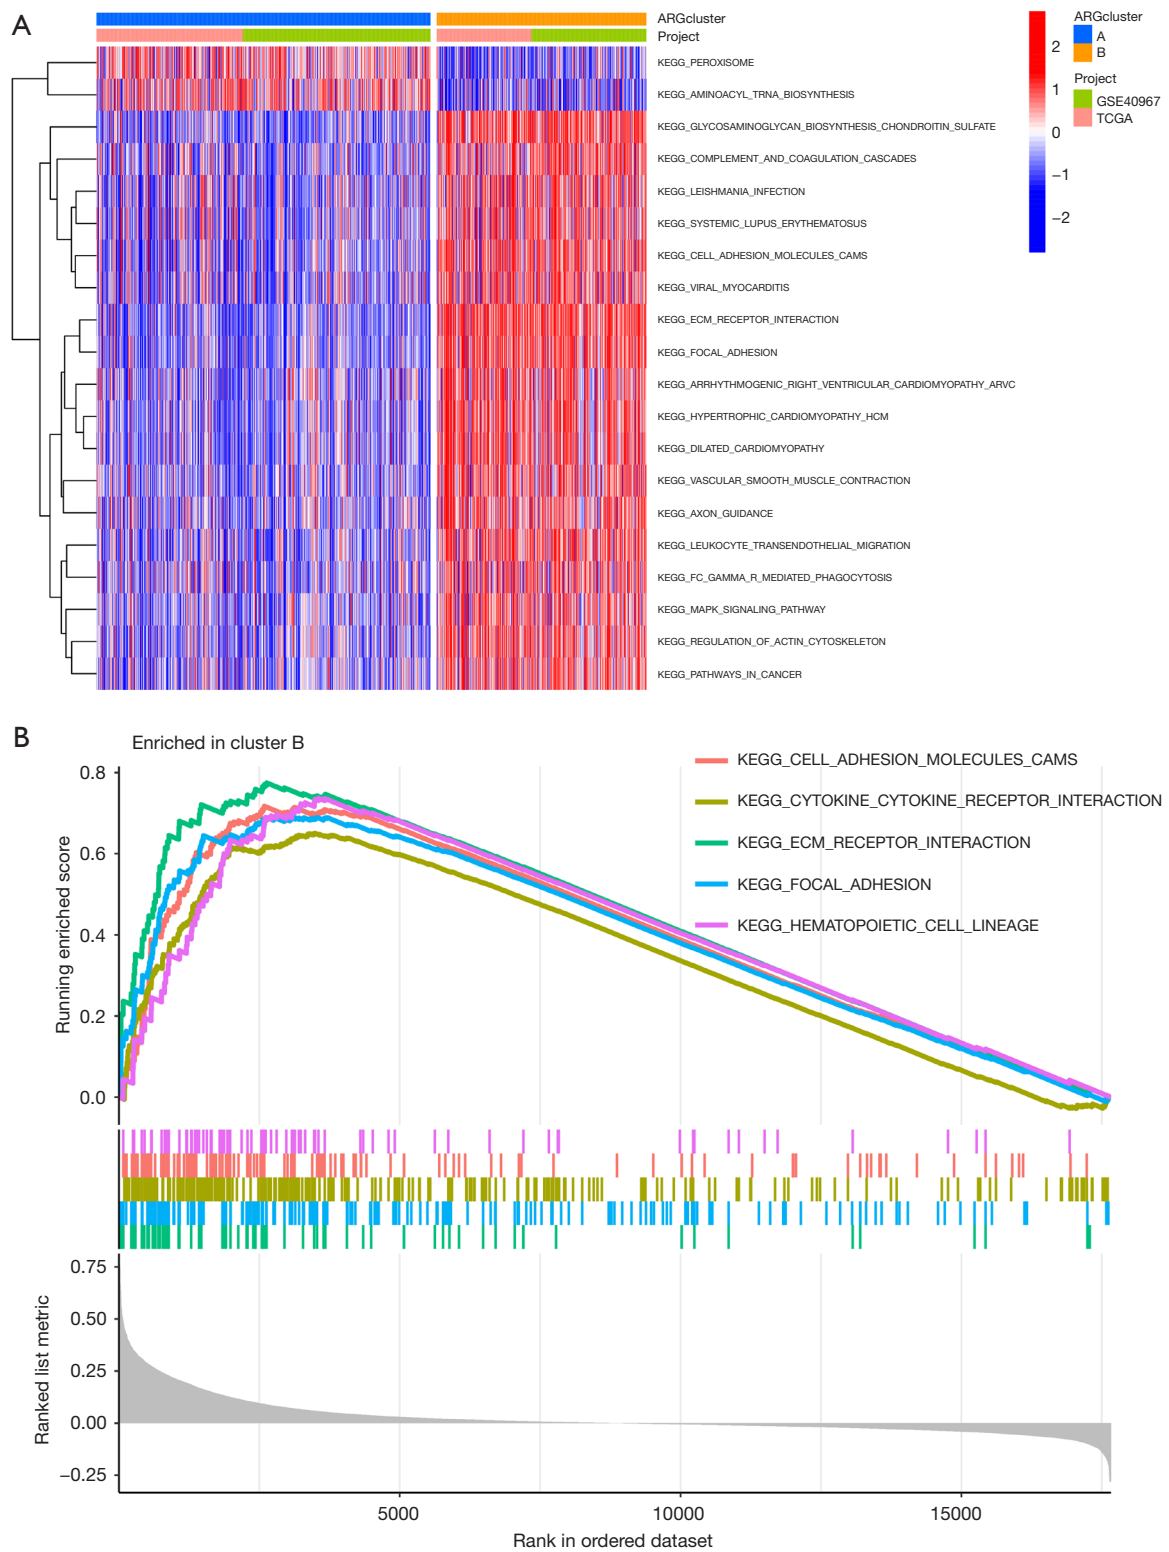 A
ARGcluster
Project
KEGG_PEROXISOME
KEGG_AMINOACYL_TRNA_BIOSYNTHESIS
KEGG_GLYCOSAMINOGLYCAN_BIOSYNTHESIS_CHONDROITIN_SULFATE
KEGG_COMPLEMENT_AND_COAGULATION_CASCADES
KEGG_LEISHMANIA_INFECTION
KEGG_SYSTEMIC_LUPUS_ERYTHEMATOSUS
KEGG_CELL_ADHESION_MOLECULES_CAMS
KEGG_VIRAL_MYOCARDITIS
KEGG_ECM_RECEPTOR_INTERACTION
KEGG_FOCAL_ADHESION
KEGG_ARRHYTHMOGENIC_RIGHT_VENTRICULAR_CARDIOMYOPATHY_ARVC
KEGG_HYPERTROPHIC_CARDIOMYOPATHY_HCM
KEGG_DILATED_CARDIOMYOPATHY
KEGG_VASCULAR_SMOOTH_MUSCLE_CONTRACTION
KEGG_AXON_GUIDANCE
KEGG_LEUKOCYTE_TRANSENDOTHELIAL_MIGRATION
KEGG_FC_GAMMA_R_MEDIATED_PHAGOCYTOSIS
KEGG_MAPK_SIGNALING_PATHWAY
KEGG_REGULATION_OF_ACTIN_CYTOSKELETON
KEGG_PATHWAYS_IN_CANCER
2
1
0
−1
−2
ARGcluster
A
B
Project
GSE40967
TCGA
B
Enriched in cluster B
KEGG_CELL_ADHESION_MOLECULES_CAMS
KEGG_CYTOKINE_CYTOKINE_RECEPTOR_INTERACTION
KEGG_ECM_RECEPTOR_INTERACTION
KEGG_FOCAL_ADHESION
KEGG_HEMATOPOIETIC_CELL_LINEAGE
Running enriched score
0.8
0.6
0.4
0.2
0.0
Ranked list metric
0.75
0.50
0.25
0.00
−0.25
5000
10000
15000
Rank in ordered dataset